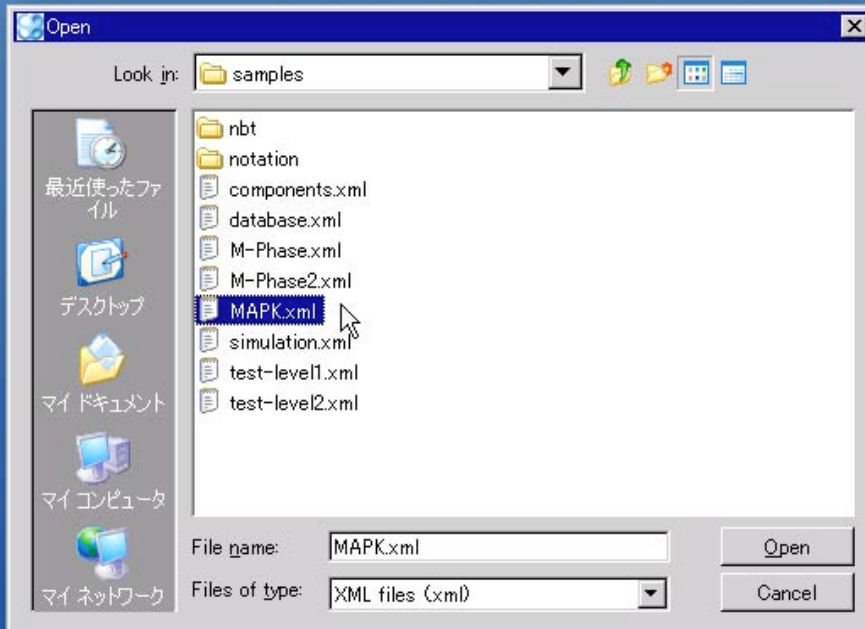 Open
Look in:
samples
最近使ったファ
イル
デスクトップ
マイ ドキュメント
マイ コンピュータ
マイ ネットワーク
nbt
notation
components.xml
database.xml
M-Phase.xml
M-Phase2.xml
MAPK.xml
simulation.xml
test-level1.xml
test-level2.xml
File name:
MAPK.xml
Open
Files of type:
XML files (xml)
Cancel